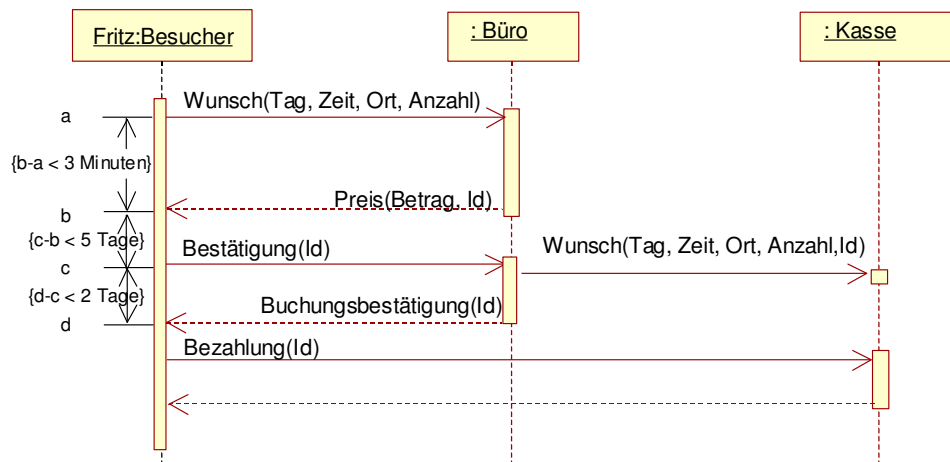 Fritz:Besucher
: Büro
: Kasse
Wunsch(Tag, Zeit, Ort, Anzahl)
a
{b-a < 3 Minuten}
Preis(Betrag, Id)
b
{c-b < 5 Tage}
Bestätigung(Id)
Wunsch(Tag, Zeit, Ort, Anzahl,Id)
c
{d-c < 2 Tage}
Buchungsbestätigung(Id)
d
Bezahlung(Id)